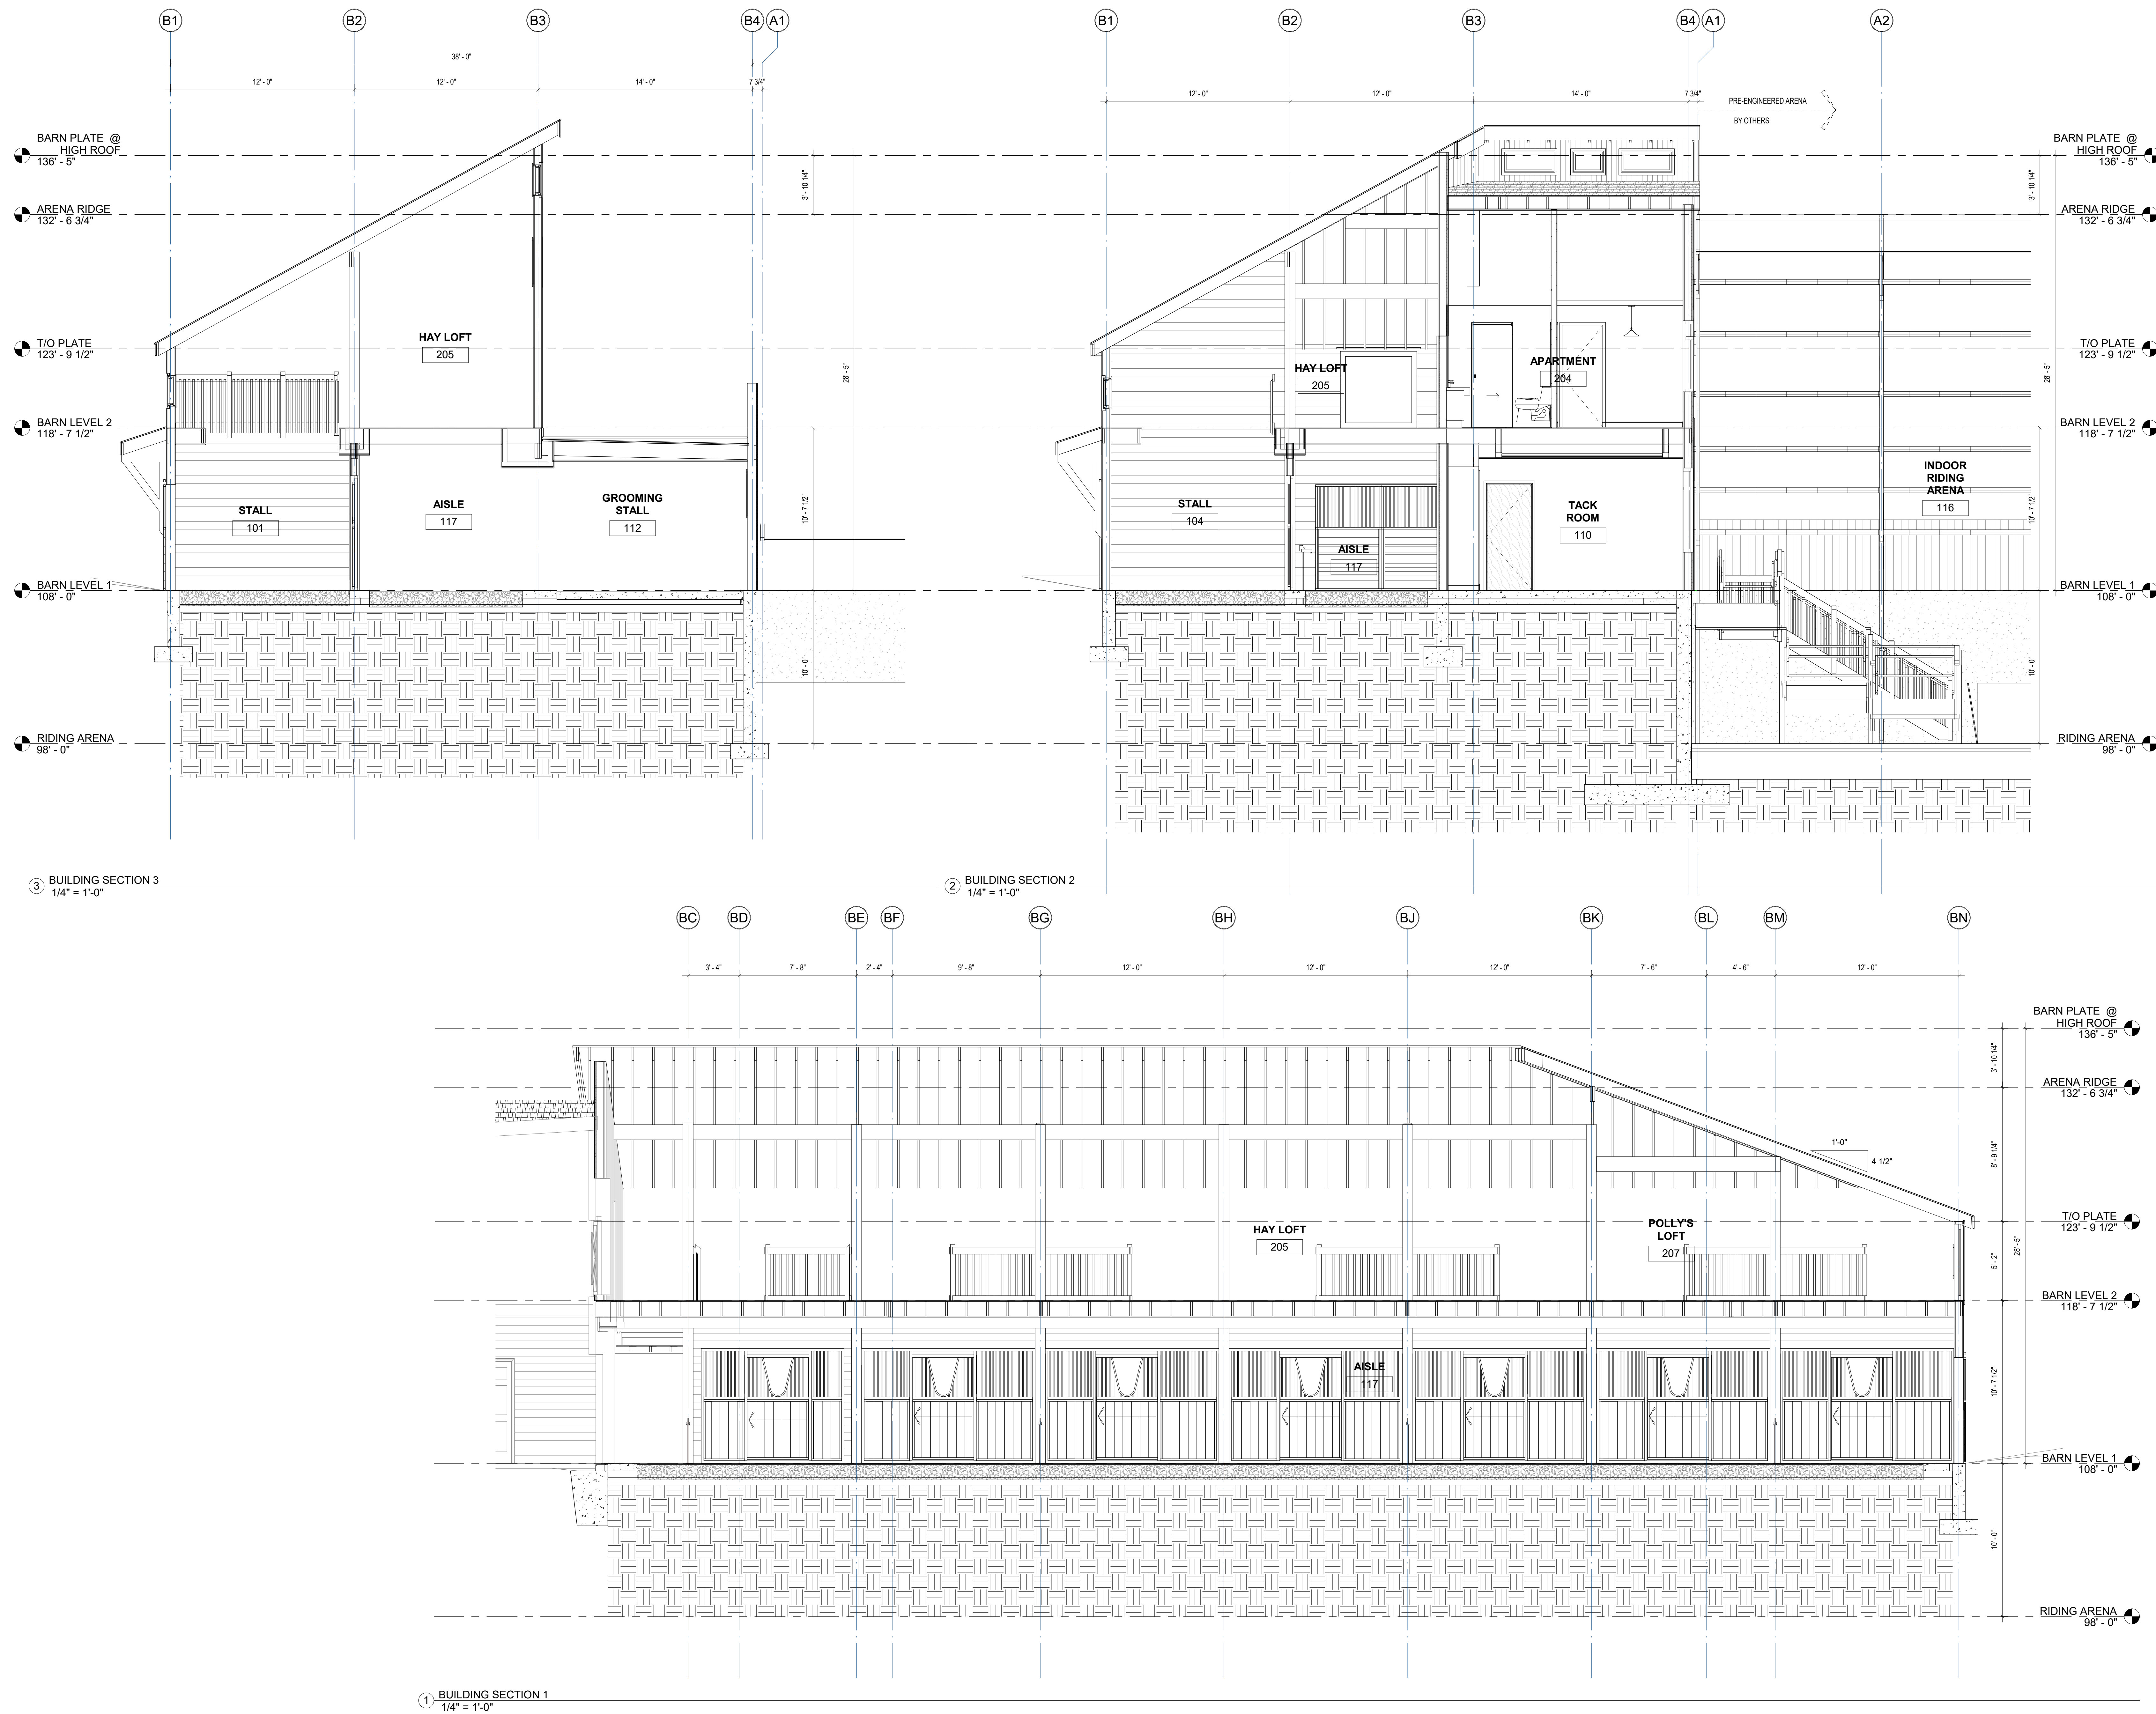 B1
B2
B3
B4
A1
38' - 0"
12' - 0"
12' - 0"
14' - 0"
7 3/4"
BARN PLATE @
HIGH ROOF
136' - 5"
ARENA RIDGE
132' - 6 3/4"
T/O PLATE
123' - 9 1/2"
BARN LEVEL 2
118' - 7 1/2"
BARN LEVEL 1
108' - 0"
RIDING ARENA
98' - 0"
HAY LOFT
205
STALL
101
AISLE
117
GROOMING
STALL
112
3' - 10 1/4"
28' - 5"
10' - 7 1/2"
10' - 0"
3
BUILDING SECTION 3
1/4" = 1'-0"
B1
B2
B3
B4
A1
A2
12' - 0"
12' - 0"
14' - 0"
7 3/4"
PRE-ENGINEERED ARENA
BY OTHERS
HAY LOFT
205
APARTMENT
204
STALL
104
AISLE
117
TACK
ROOM
110
INDOOR
RIDING
ARENA
116
3' - 10 1/4"
28' - 5"
10' - 7 1/2"
10' - 0"
BARN PLATE @
HIGH ROOF
136' - 5"
ARENA RIDGE
132' - 6 3/4"
T/O PLATE
123' - 9 1/2"
BARN LEVEL 2
118' - 7 1/2"
BARN LEVEL 1
108' - 0"
RIDING ARENA
98' - 0"
2
BUILDING SECTION 2
1/4" = 1'-0"
BC
BD
BE
BF
BG
BH
BJ
BK
BL
BM
BN
3' - 4"
7' - 8"
2' - 4"
9' - 8"
12' - 0"
12' - 0"
12' - 0"
7' - 6"
4' - 6"
12' - 0"
1'-0"
4 1/2"
HAY LOFT
205
POLLY'S
LOFT
207
AISLE
117
3' - 10 1/4"
8' - 9 1/4"
5' - 2"
28' - 5"
10' - 7 1/2"
10' - 0"
BARN PLATE @
HIGH ROOF
136' - 5"
ARENA RIDGE
132' - 6 3/4"
T/O PLATE
123' - 9 1/2"
BARN LEVEL 2
118' - 7 1/2"
BARN LEVEL 1
108' - 0"
RIDING ARENA
98' - 0"
1
BUILDING SECTION 1
1/4" = 1'-0"